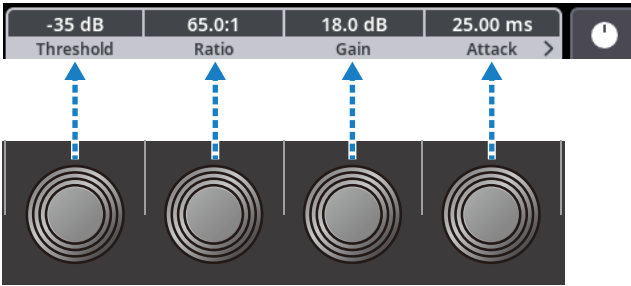 -35 dB 65.0:1 18.0 dB 25.00 ms
Threshold Ratio Gain Attack